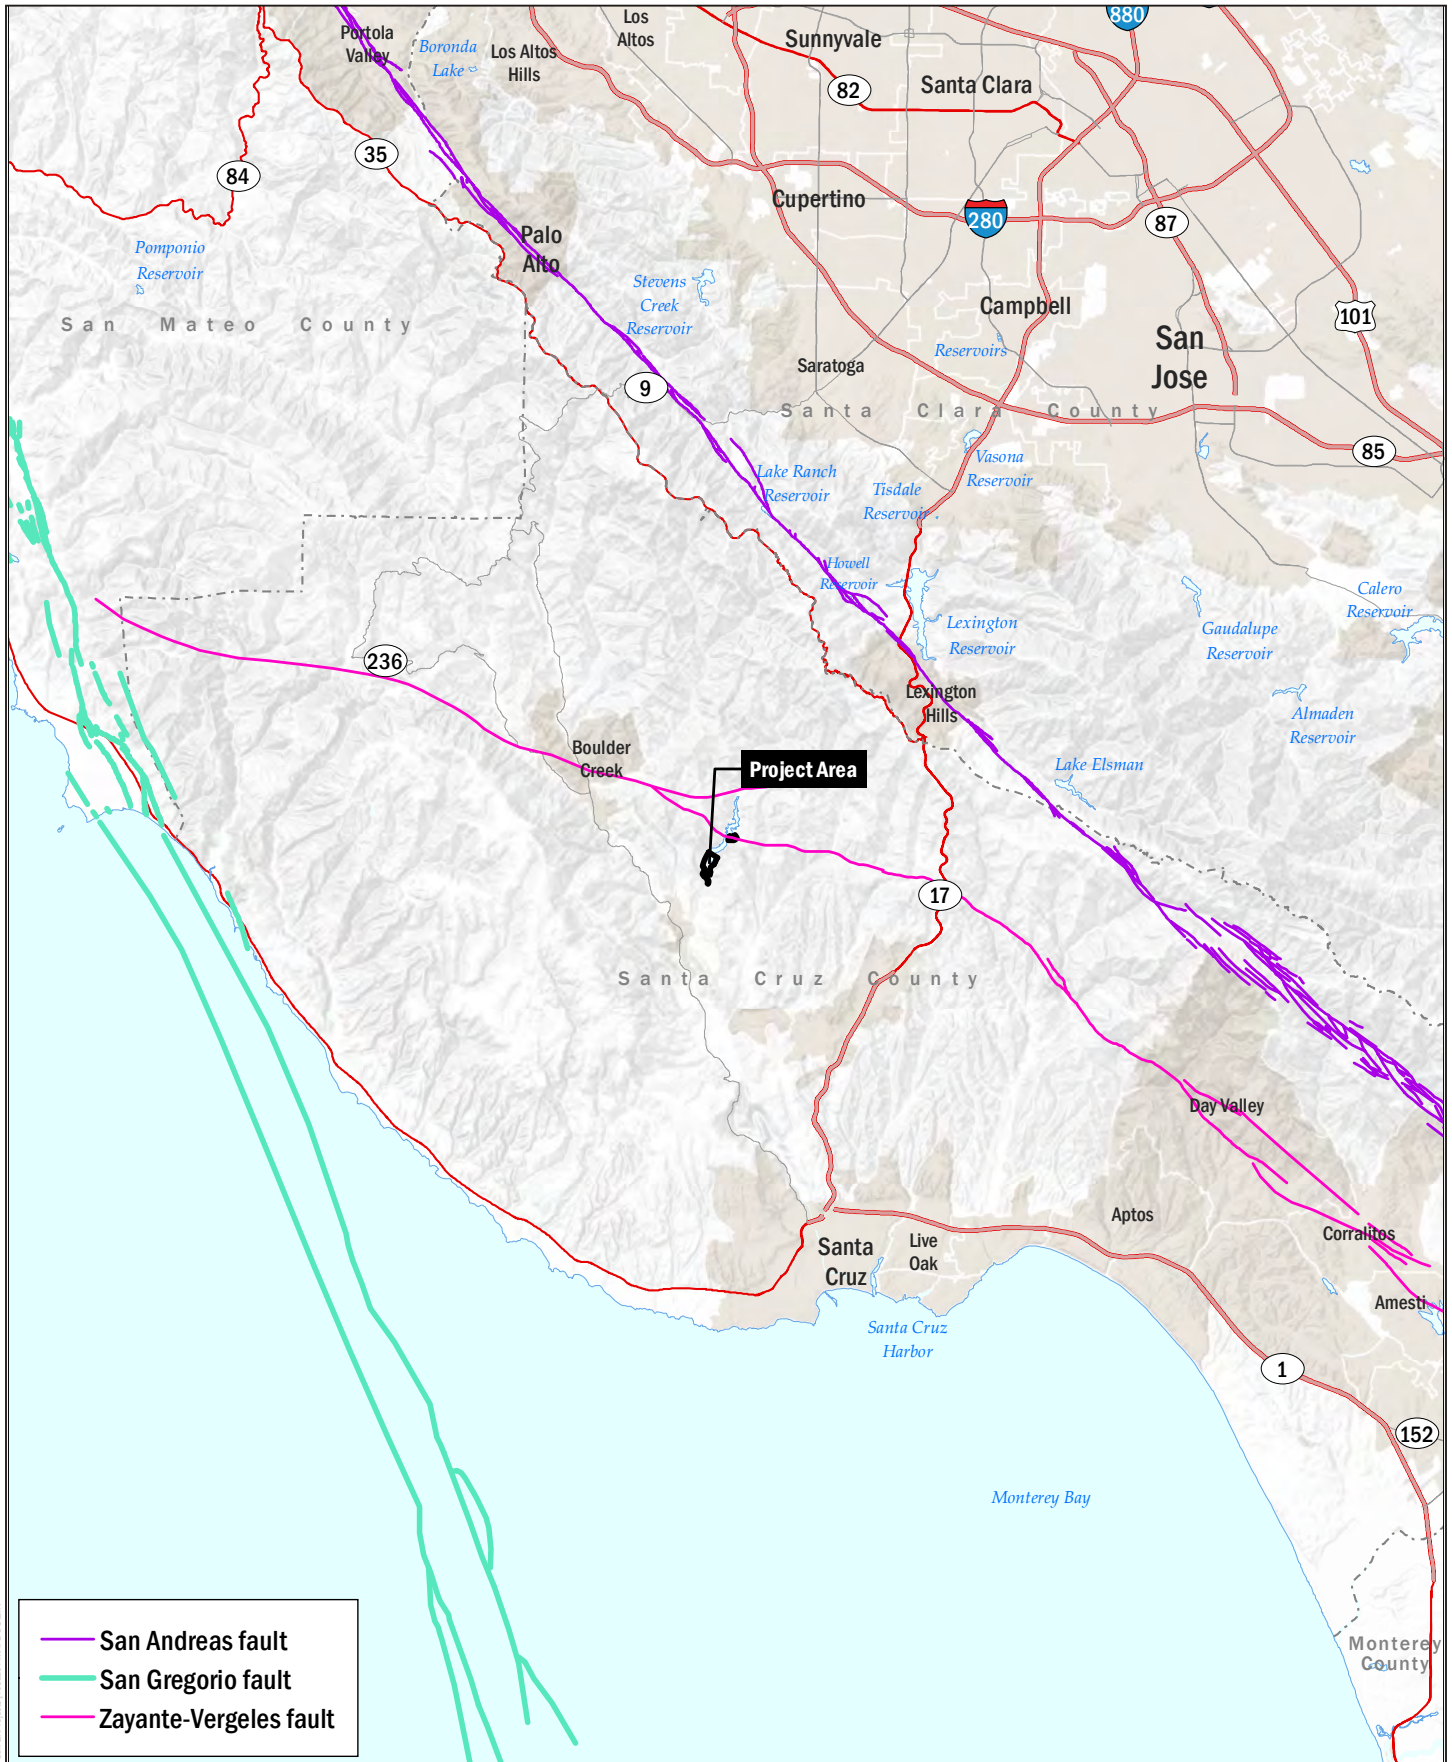 880
Los
Altos
Portola
Valley
Boronda
Lake
Los Altos
Hills
Sunnyvale
82
Santa Clara
35
84
Cupertino
280
87
Palo
Alto
Pomponio
Reservoir
Stevens
Creek
Reservoir
Campbell
101
San Mateo County
San
Jose
Reservoirs
Saratoga
9
Santa Clara County
85
Vasona
Reservoir
Lake Ranch
Reservoir
Tisdale
Reservoir
Howell
Reservoir
Calero
Reservoir
Lexington
Reservoir
Gaudalupe
Reservoir
236
Lexington
Hills
Almaden
Reservoir
Boulder
Creek
Project Area
Lake Elsman
17
Santa Cruz County
Day Valley
Aptos
Corralitos
Santa
Cruz
Live
Oak
Amesti
Santa Cruz
Harbor
1
152
Monterey Bay
Monterey
County
San Andreas fault
San Gregorio fault
Zayante-Vergeles fault